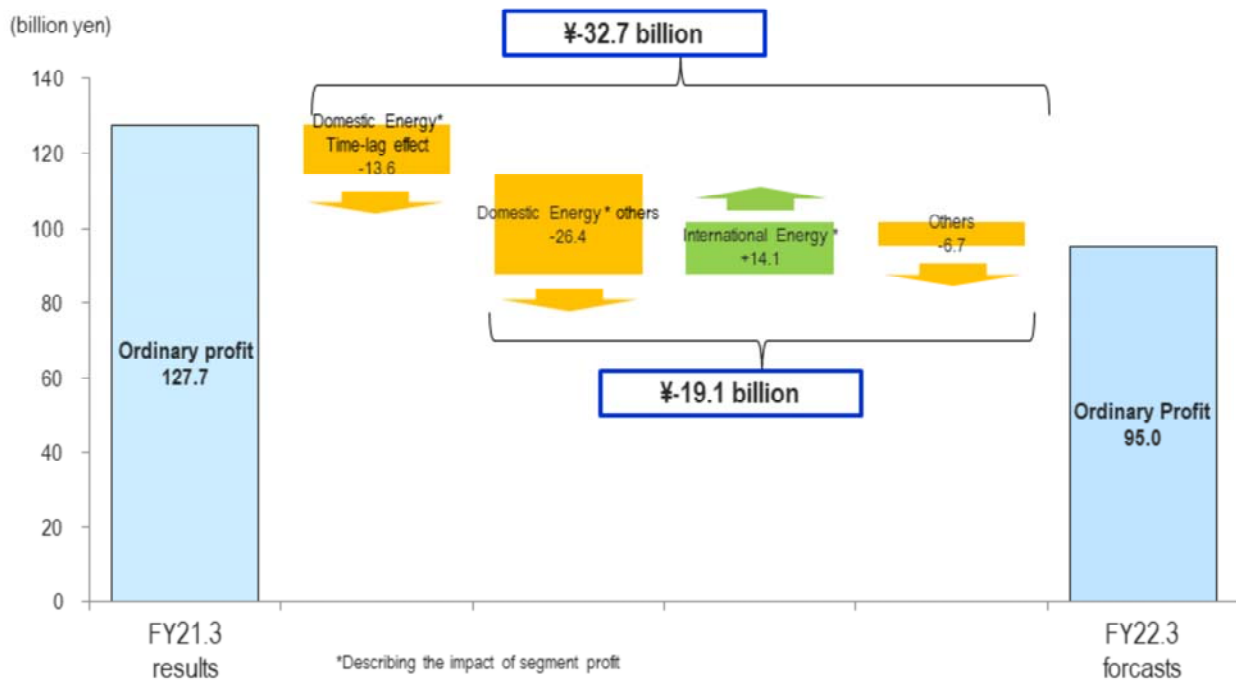 (billion yen)
¥-32.7 billion
140
120
100
80
60
40
20
0
Domestic Energy*
Time-lag effect
-13.6
Domestic Energy* others
-26.4
International Energy*
+14.1
Others
-6.7
¥-19.1 billion
Ordinary profit
127.7
Ordinary Profit
95.0
FY21.3
results
FY22.3
forcasts
*Describing the impact of segment profit